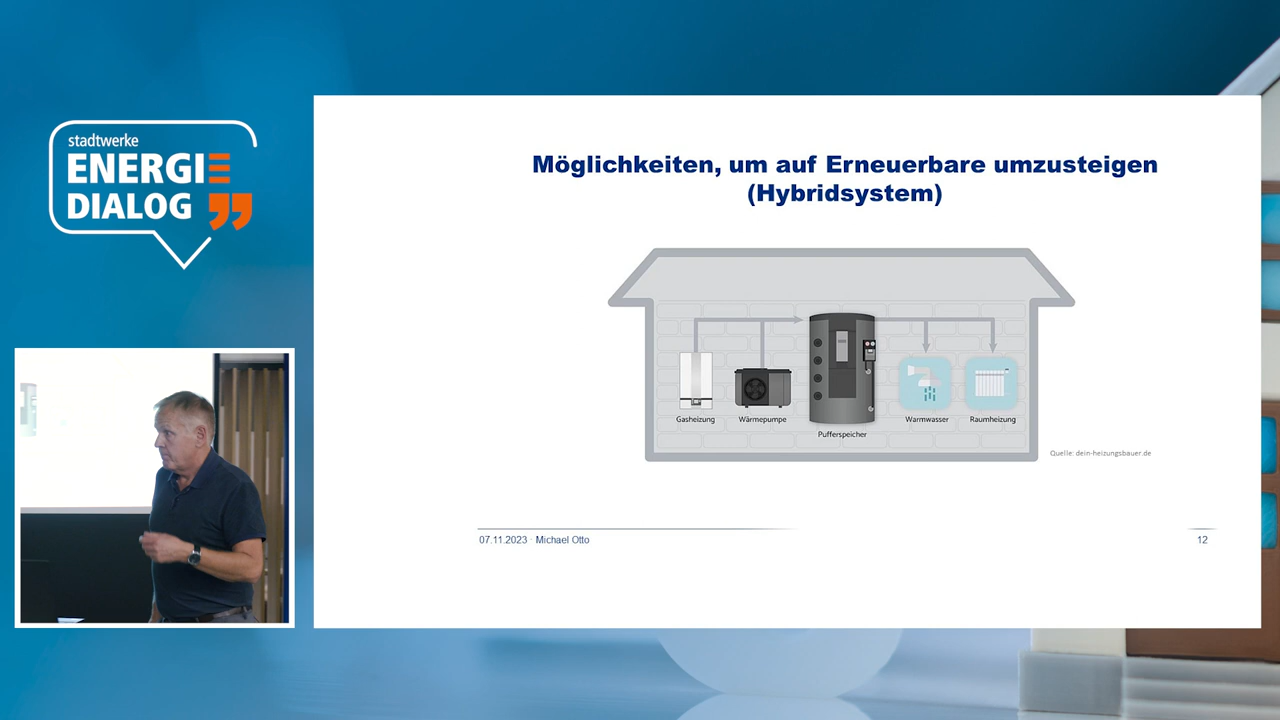 stadtwerke
ENERGIE
DIALOG
Möglichkeiten, um auf Erneuerbare umzusteigen
(Hybridsystem)
Gasheizung
Wärmepumpe
Pufferspeicher
Warmwasser
Raumheizung
Quelle: dein-heizungsbauer.de
07.11.2023 · Michael Otto
12